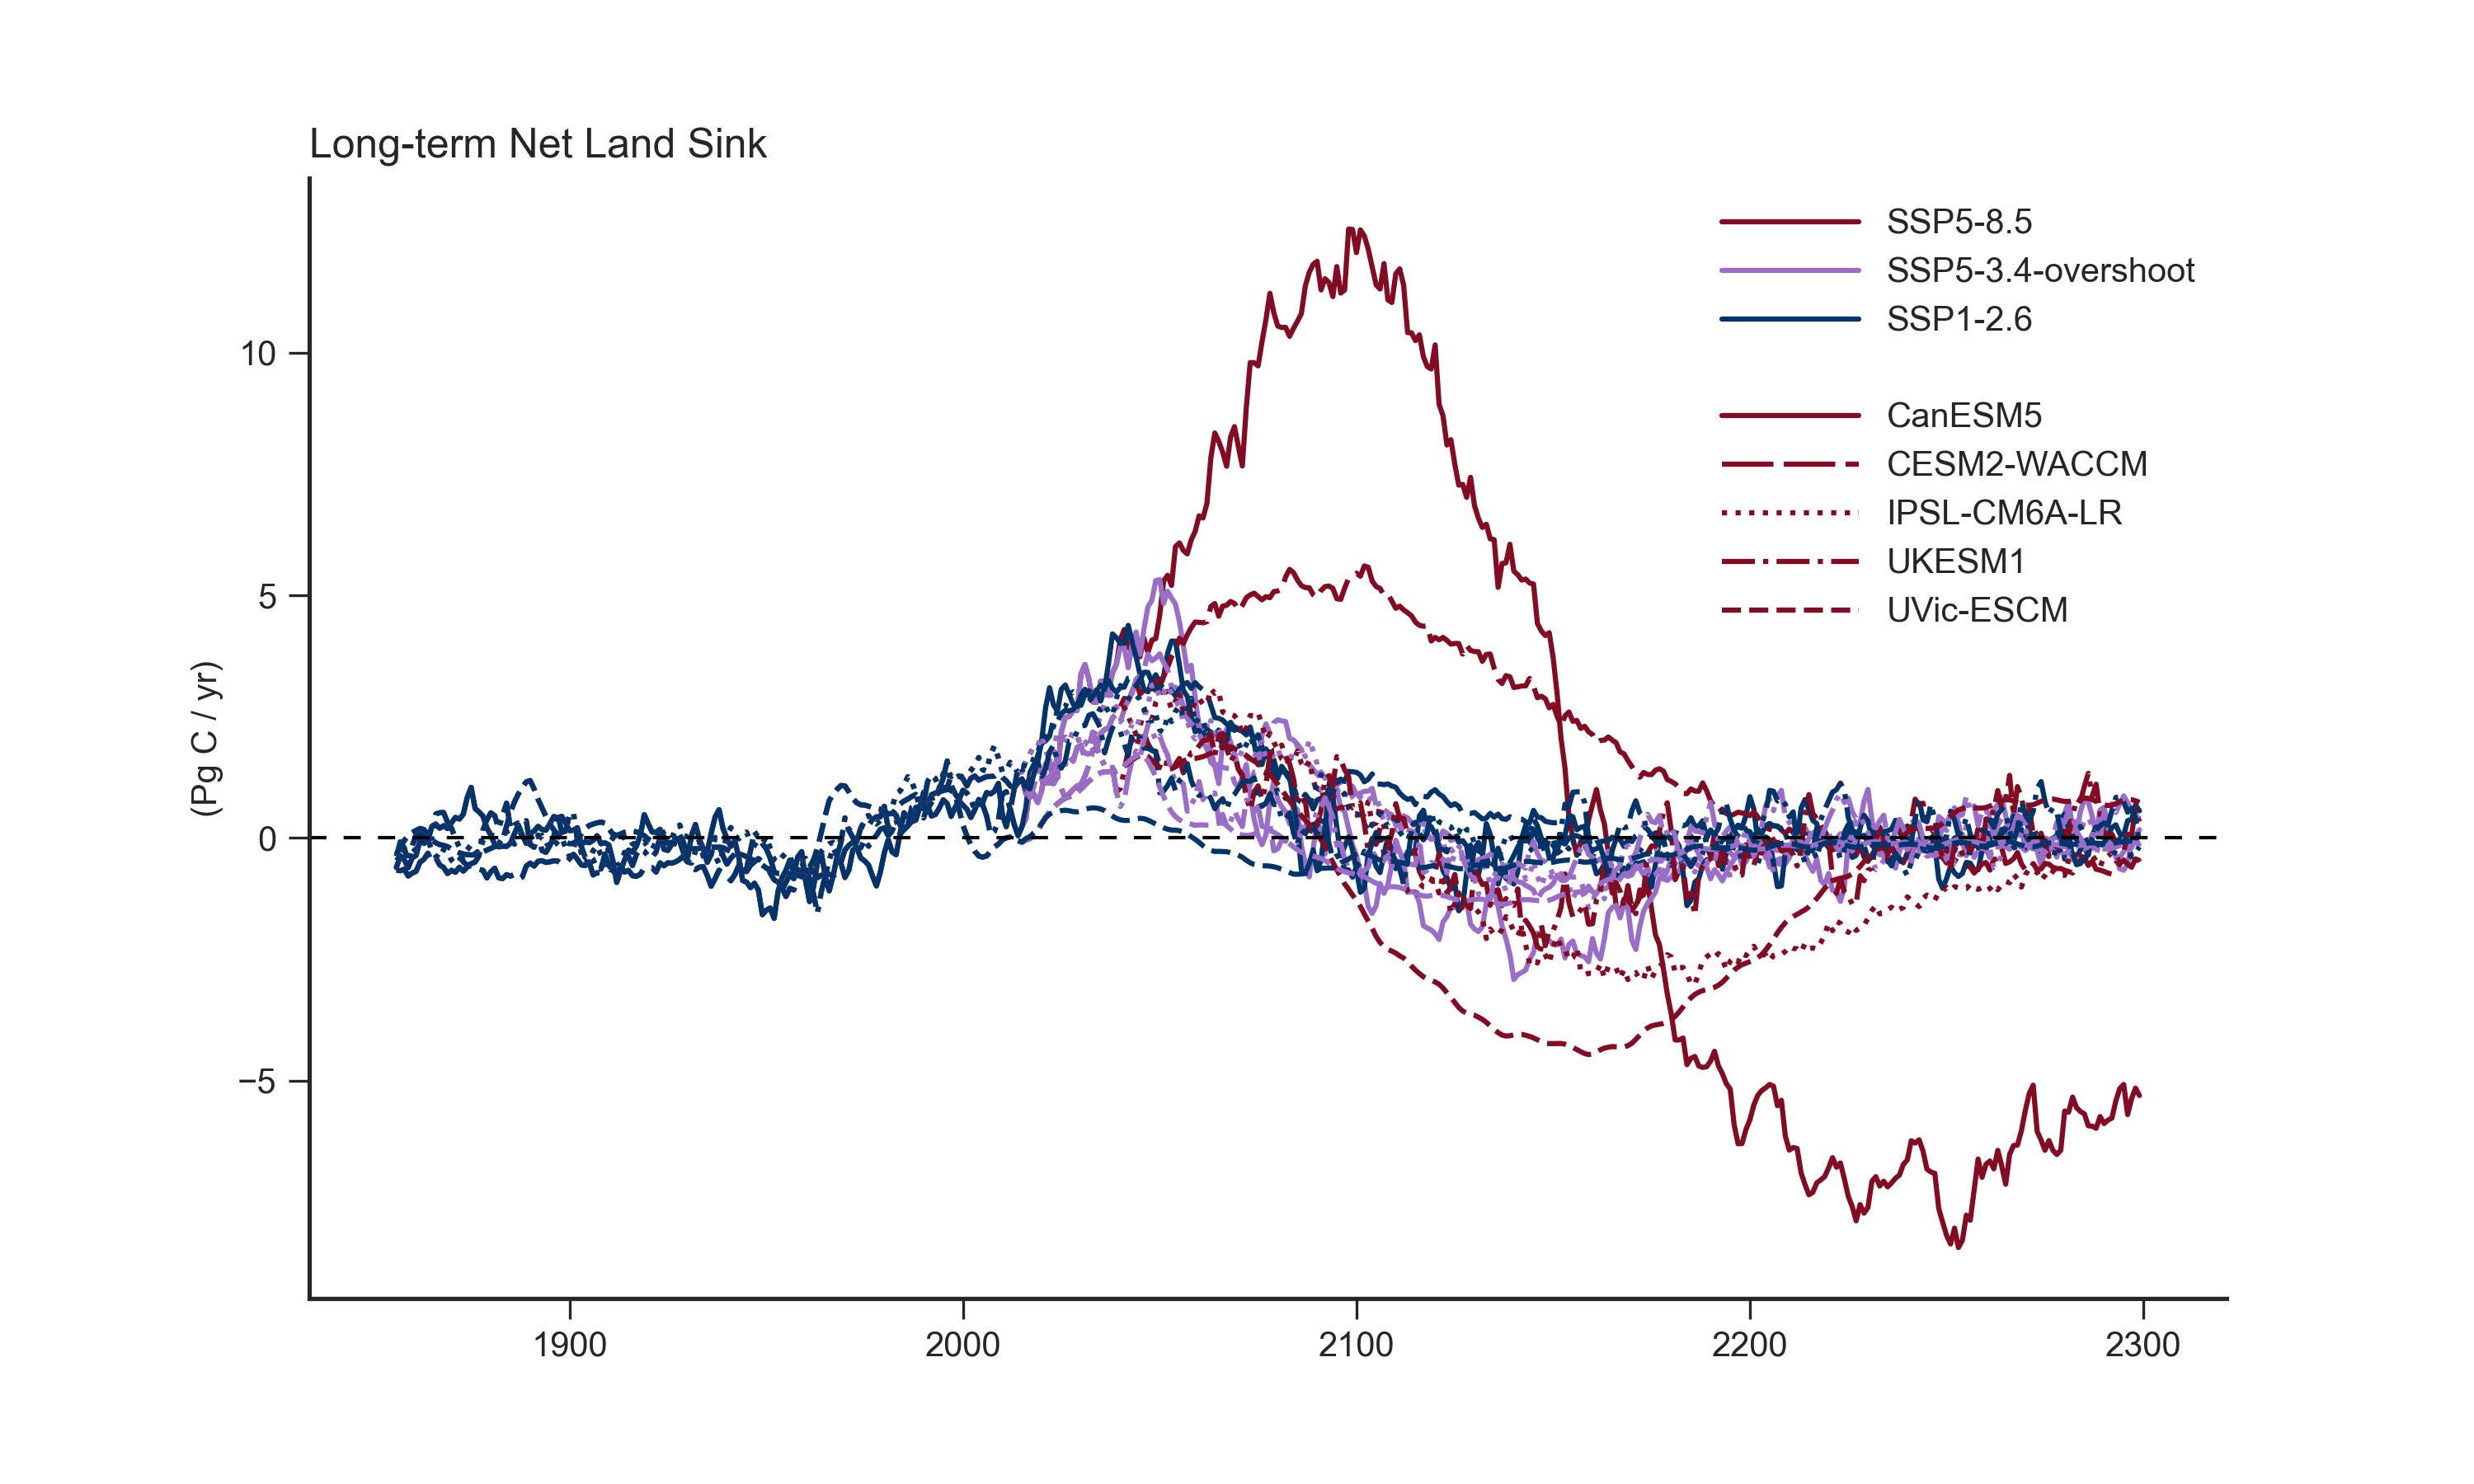 Long-term Net Land Sink
SSP5-8.5
SSP5-3.4-overshoot
SSP1-2.6
CanESM5
CESM2-WACCM
IPSL-CM6A-LR
UKESM1
UVic-ESCM
(Pg C / yr)
10
5
0
−5
1900 2000 2100 2200 2300